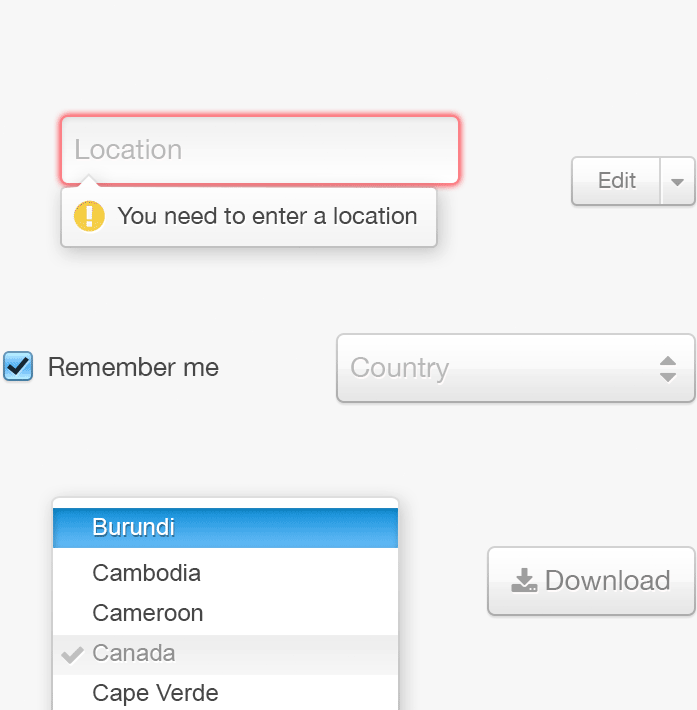 Location
You need to enter a location
Edit
Remember me
Country
Burundi
Cambodia
Cameroon
Canada
Cape Verde
Download